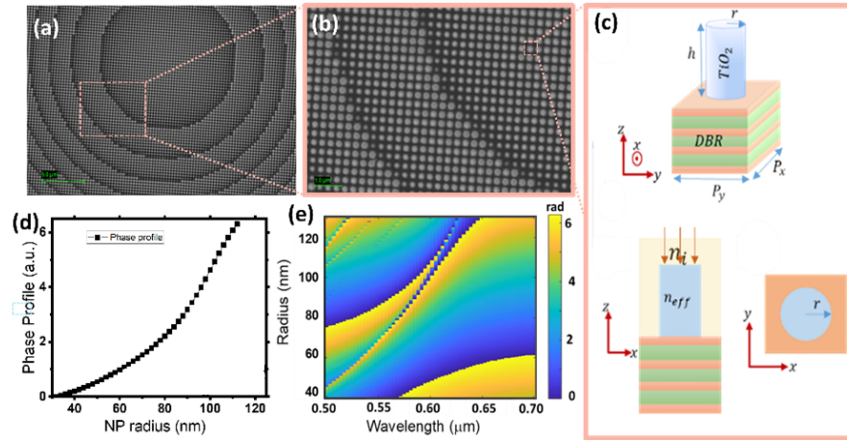 (a)
(b)
(c)
r
h
TiO₂
DBR
z
x
y
Pₓ
Pᵧ
(d)
6
4
2
0
Phase Profile (a.u.)
Phase profile
40 60 80 100 120
NP radius (nm)
(e)
rad
6
4
2
0
120
100
80
60
40
Radius (nm)
0.50 0.55 0.60 0.65 0.70
Wavelength (μm)
nᵢ
n_eff
z
x
y
x
r